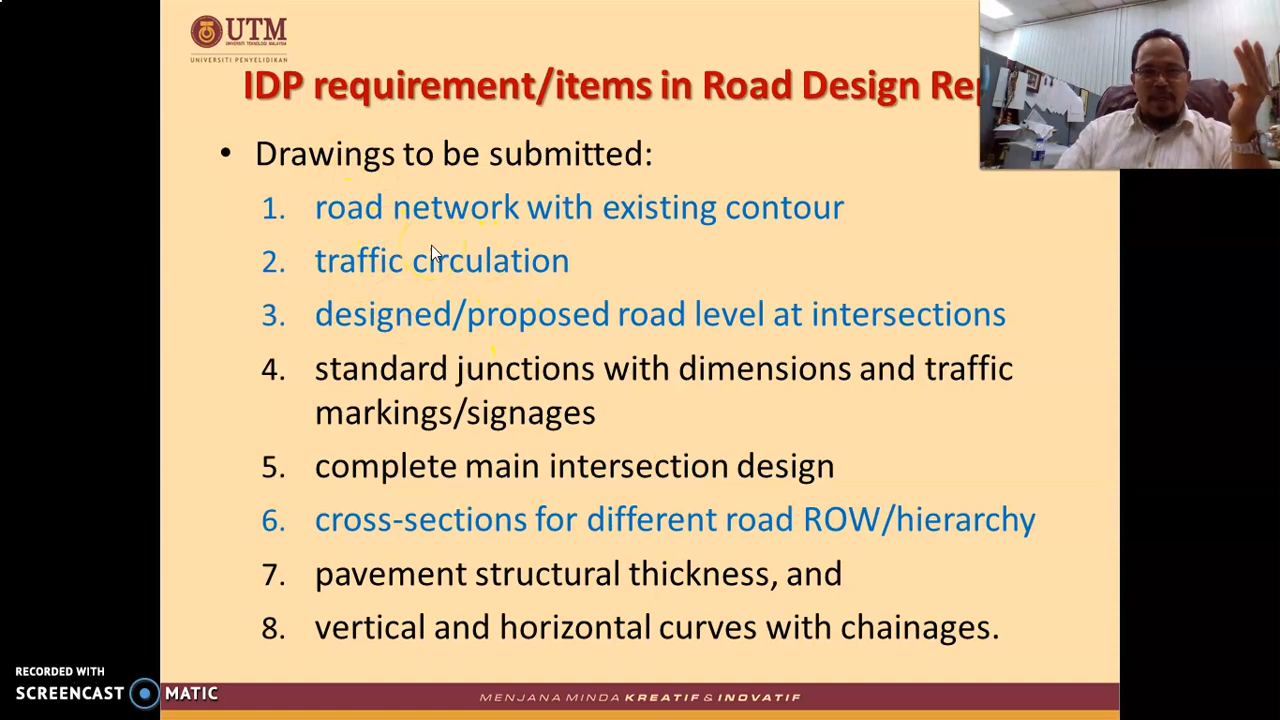 UTM
UNIVERSITI TEKNOLOGI MALAYSIA
UNIVERSITI PENYELIDIKAN
IDP requirement/items in Road Design Rep
• Drawings to be submitted:
1. road network with existing contour
2. traffic circulation
3. designed/proposed road level at intersections
4. standard junctions with dimensions and traffic
markings/signages
5. complete main intersection design
6. cross-sections for different road ROW/hierarchy
7. pavement structural thickness, and
8. vertical and horizontal curves with chainages.
RECORDED WITH
SCREENCAST MATIC
MENJANA MINDA KREATIF & INOVATIF